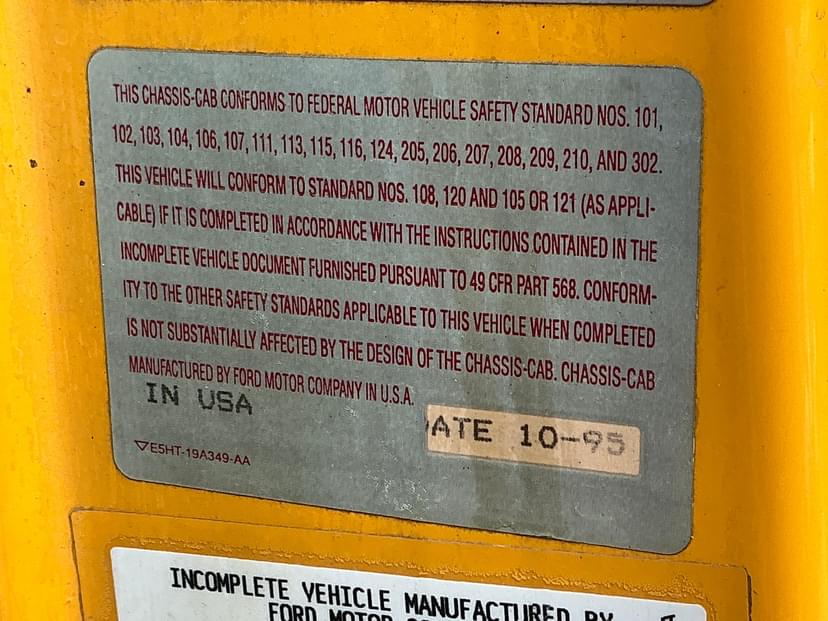 THIS CHASSIS-CAB CONFORMS TO FEDERAL MOTOR VEHICLE SAFETY STANDARD NOS. 101,
102, 103, 104, 106, 107, 111, 113, 115, 116, 124, 205, 206, 207, 208, 209, 210, AND 302.
THIS VEHICLE WILL CONFORM TO STANDARD NOS. 108, 120 AND 105 OR 121 (AS APPLI-
CABLE) IF IT IS COMPLETED IN ACCORDANCE WITH THE INSTRUCTIONS CONTAINED IN THE
INCOMPLETE VEHICLE DOCUMENT FURNISHED PURSUANT TO 49 CFR PART 568. CONFORM-
ITY TO THE OTHER SAFETY STANDARDS APPLICABLE TO THIS VEHICLE WHEN COMPLETED
IS NOT SUBSTANTIALLY AFFECTED BY THE DESIGN OF THE CHASSIS-CAB. CHASSIS-CAB
MANUFACTURED BY FORD MOTOR COMPANY IN U.S.A.
IN USA
ATE 10-95
E5HT-19A349-AA
INCOMPLETE VEHICLE MANUFACTURED BY
FORD MOTOR